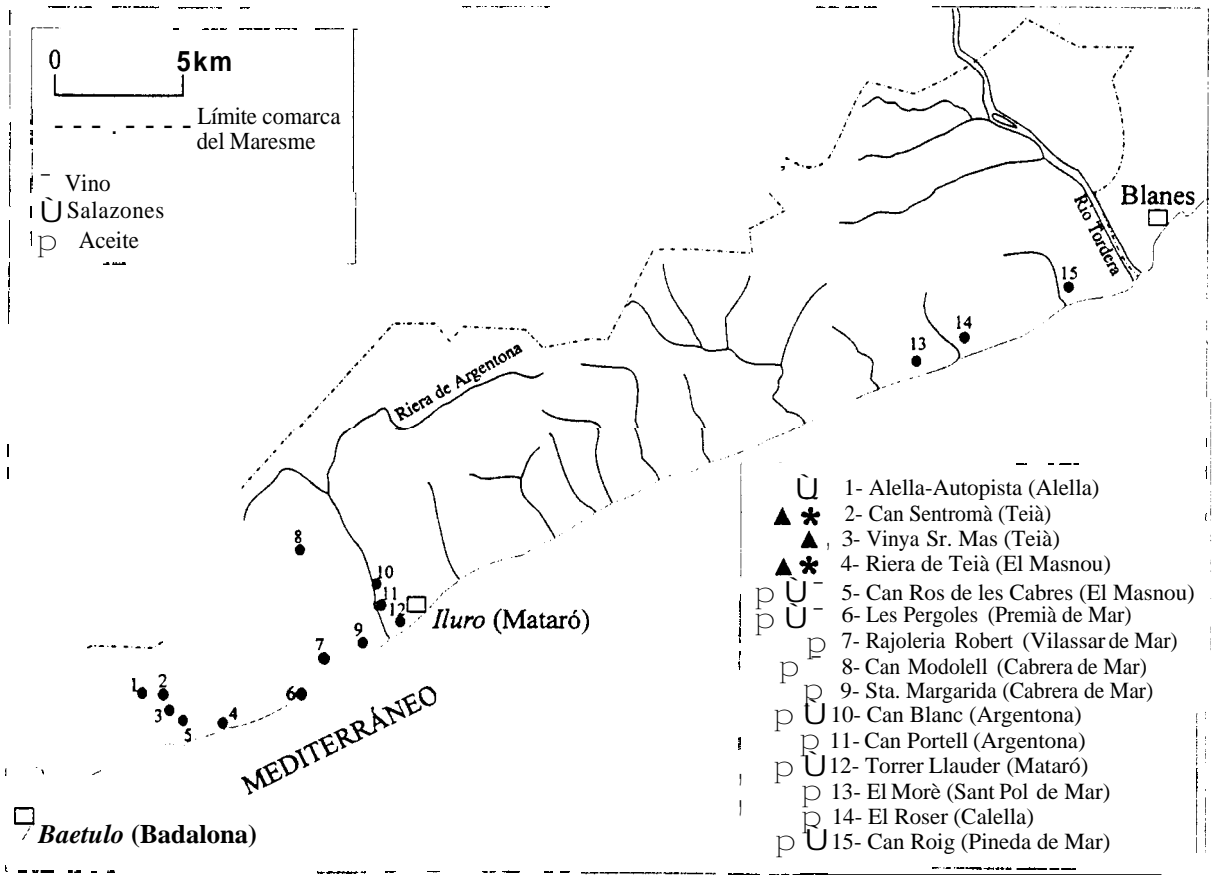 0 5km
Límite comarca
del Maresme
Vino
Ù Salazones
p Aceite
Riera de Argentona
Río Tordera
Blanes
15
14
13
8
10
11
12
Iluro (Mataró)
9
7
6
1 2
3
5
4
MEDITERRÁNEO
Baetulo (Badalona)
Ù 1- Alella-Autopista (Alella)
▲ * 2- Can Sentromà (Teià)
▲ 3- Vinya Sr. Mas (Teià)
▲ * 4- Riera de Teià (El Masnou)
p Ù - 5- Can Ros de les Cabres (El Masnou)
p Ù - 6- Les Pergoles (Premià de Mar)
p 7- Rajoleria Robert (Vilassar de Mar)
p - 8- Can Modolell (Cabrera de Mar)
p 9- Sta. Margarida (Cabrera de Mar)
p Ù 10- Can Blanc (Argentona)
p 11- Can Portell (Argentona)
p Ù 12- Torrer Llauder (Mataró)
p 13- El Morè (Sant Pol de Mar)
p 14- El Roser (Calella)
p Ù 15- Can Roig (Pineda de Mar)